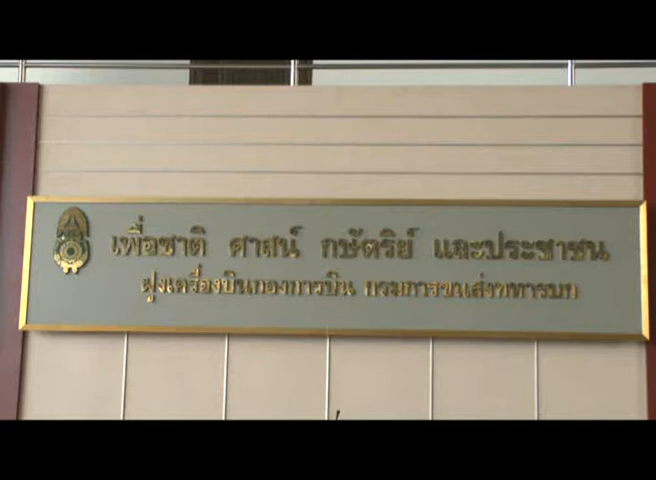 เพื่อชาติ ศาสน์ กษัตริย์ และประชาชน
ฝูงเครื่องบินกองการบิน กรมการขนส่งทหารบก